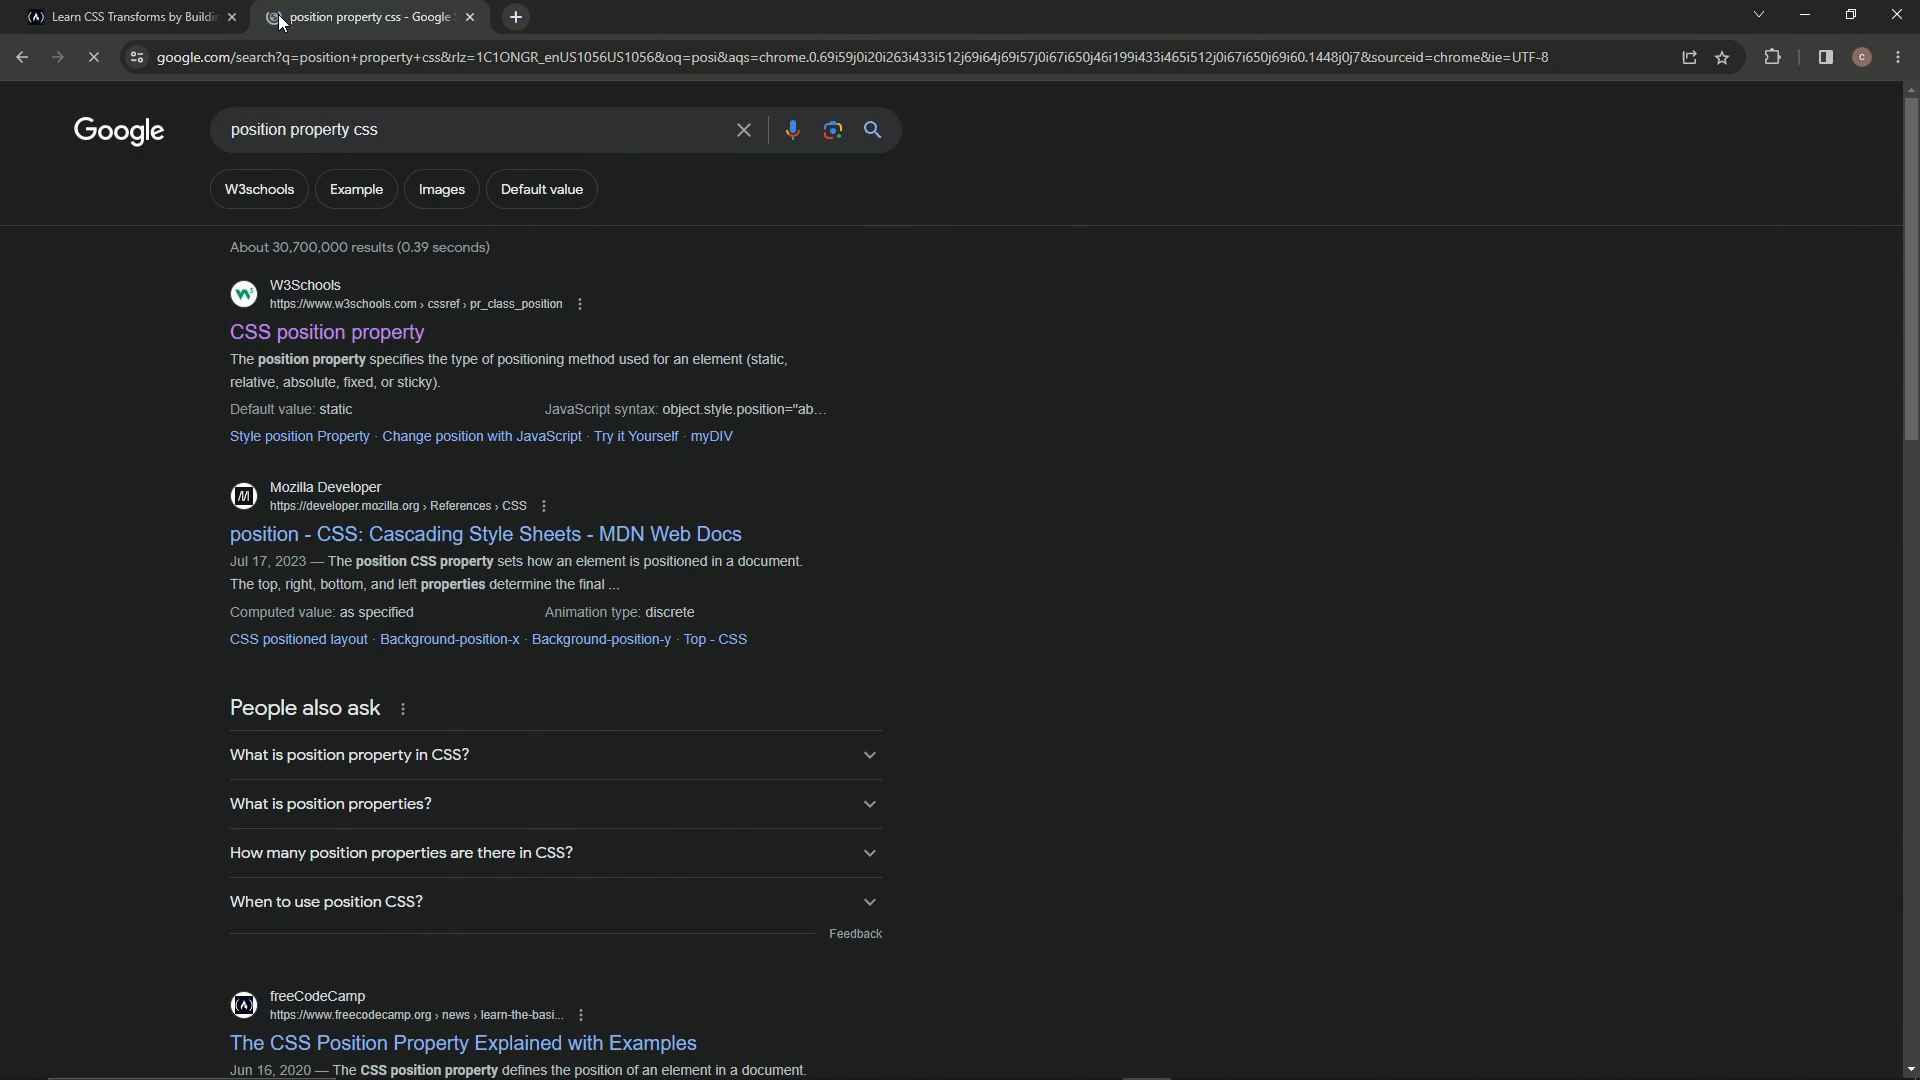 Learn CSS Transforms by Buildi
position property css - Google S
google.com/search?q=position+property+css&rlz=1C1ONGR_enUS1056US1056&oq=posi&aqs=chrome.0.69i59j0i20i263i433i512j69i64j69i57j0i67i650j46i199i433i465i512j0i67i650j69i60.1448j0j7&sourceid=chrome&ie=UTF-8
C
Google
position property css
W3schools
Example
Images
Default value
About 30,700,000 results (0.39 seconds)
W3Schools
https://www.w3schools.com › cssref › pr_class_position
CSS position property
The position property specifies the type of positioning method used for an element (static,
relative, absolute, fixed, or sticky).
Default value: static
JavaScript syntax: object.style.position="ab...
Style position Property · Change position with JavaScript · Try it Yourself · myDIV
Mozilla Developer
https://developer.mozilla.org › References › CSS
position - CSS: Cascading Style Sheets - MDN Web Docs
Jul 17, 2023 — The position CSS property sets how an element is positioned in a document.
The top, right, bottom, and left properties determine the final ...
Computed value: as specified
Animation type: discrete
CSS positioned layout · Background-position-x · Background-position-y · Top - CSS
People also ask
What is position property in CSS?
What is position properties?
How many position properties are there in CSS?
When to use position CSS?
Feedback
freeCodeCamp
https://www.freecodecamp.org › news › learn-the-basi...
The CSS Position Property Explained with Examples
Jun 16, 2020 — The CSS position property defines the position of an element in a document.